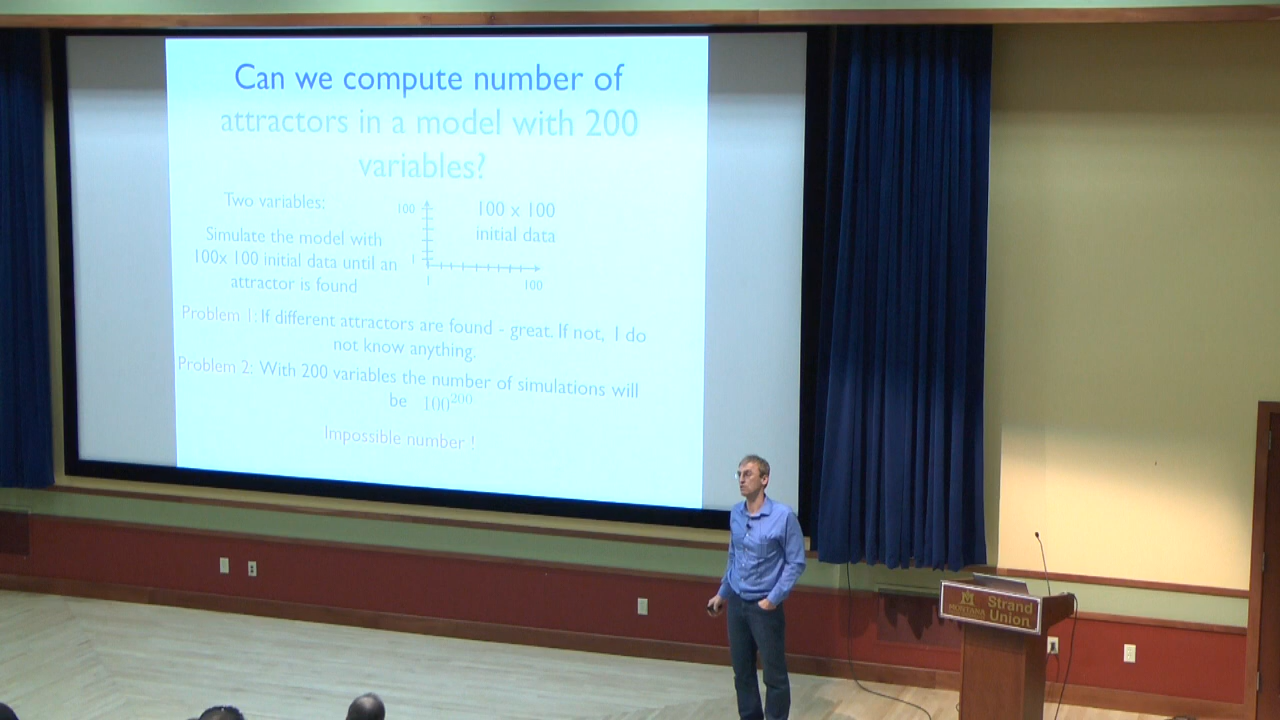 Can we compute number of
attractors in a model with 200
variables?
Two variables:
Simulate the model with
100x 100 initial data until an
attractor is found
100
1
1
100
100 x 100
initial data
Problem 1: If different attractors are found - great. If not, I do
not know anything.
Problem 2: With 200 variables the number of simulations will
be 100^200
Impossible number !
M
MONTANA
Strand
Union